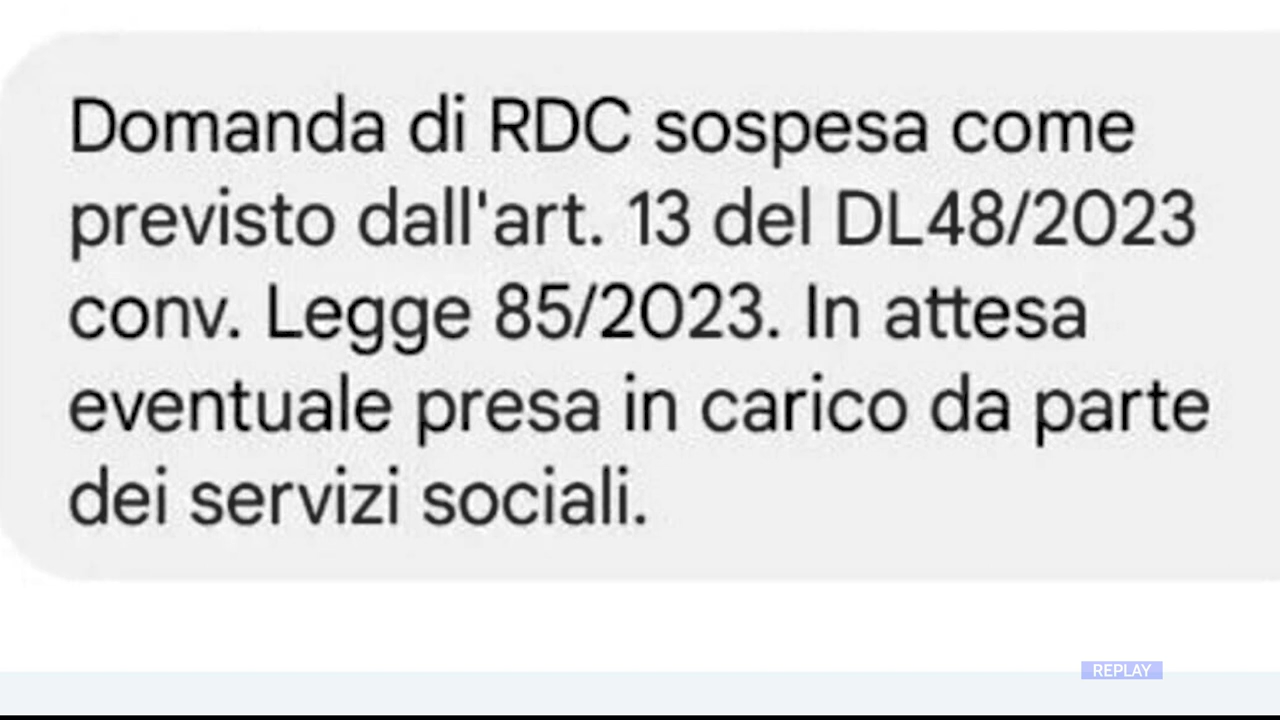 Domanda di RDC sospesa come
previsto dall'art. 13 del DL48/2023
conv. Legge 85/2023. In attesa
eventuale presa in carico da parte
dei servizi sociali.
REPLAY